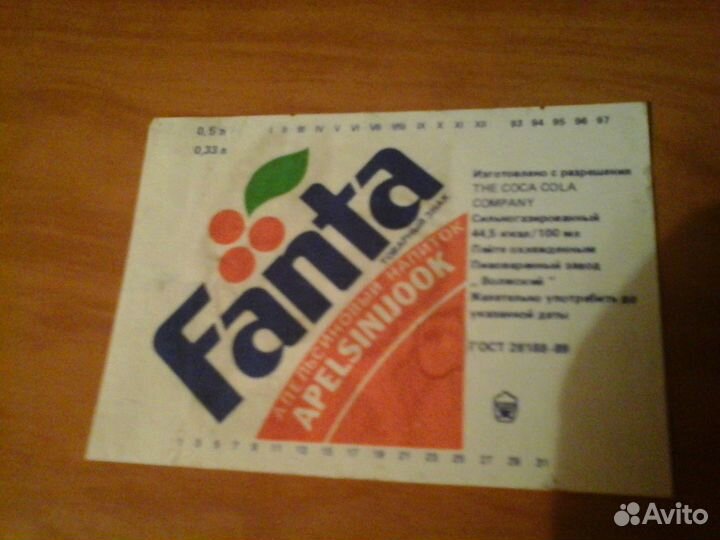 0,5 л
I II III IV V VI VII VIII IX X XI XII 93 94 95 96 97
0,33 л
Fanta
ТОВАРНЫЙ ЗНАК
АПЕЛЬСИНОВЫЙ НАПИТОК
APELSINIJOOK
Изготовлено с разрешения
THE COCA COLA
COMPANY
Сильногазированный
44,5 ккал/100 мл
Пейте охлажденным
Пивоваренный завод
„ Волжский "
Желательно употребить до
указанной даты
ГОСТ 28188-89
1 3 5 7 9 11 13 15 17 19 21 23 25 27 29 31
Avito